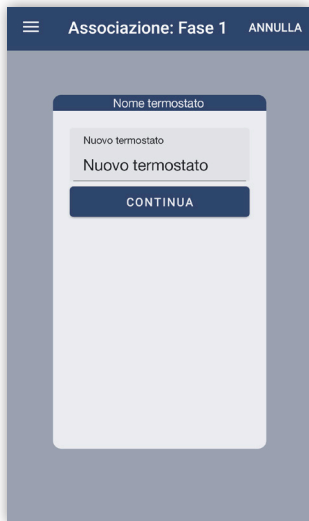 Associazione: Fase 1 ANNULLA
Nome termostato
Nuovo termostato
Nuovo termostato
CONTINUA